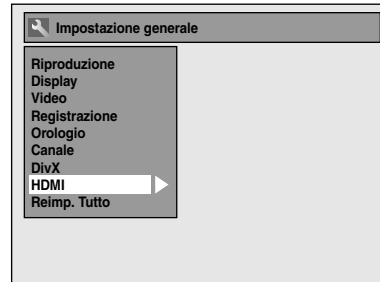 Impostazione generale
Riproduzione
Display
Video
Registrazione
Orologio
Canale
DivX
HDMI
Reimp. Tutto